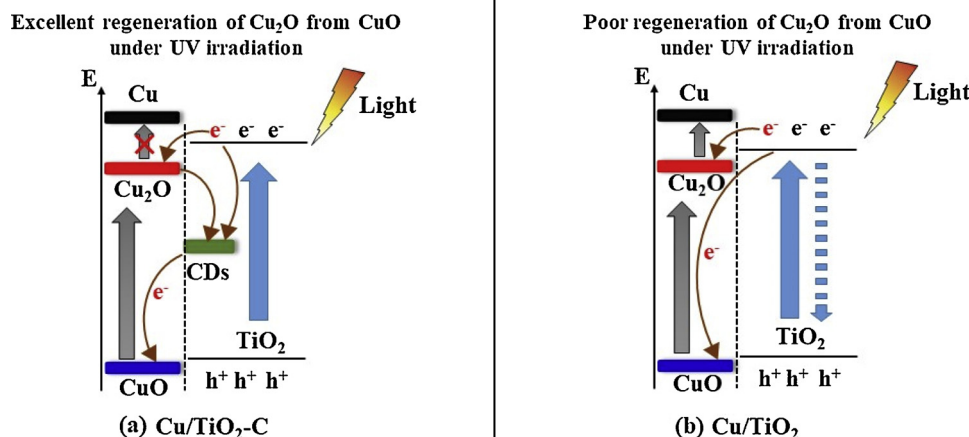 Excellent regeneration of Cu₂O from CuO
under UV irradiation
E
Cu
Light
e⁻ e⁻ e⁻
Cu₂O
CDs
e⁻
TiO₂
CuO
h⁺ h⁺ h⁺
(a) Cu/TiO₂-C
Poor regeneration of Cu₂O from CuO
under UV irradiation
E
Cu
Light
e⁻ e⁻ e⁻
Cu₂O
e⁻
TiO₂
CuO
h⁺ h⁺ h⁺
(b) Cu/TiO₂